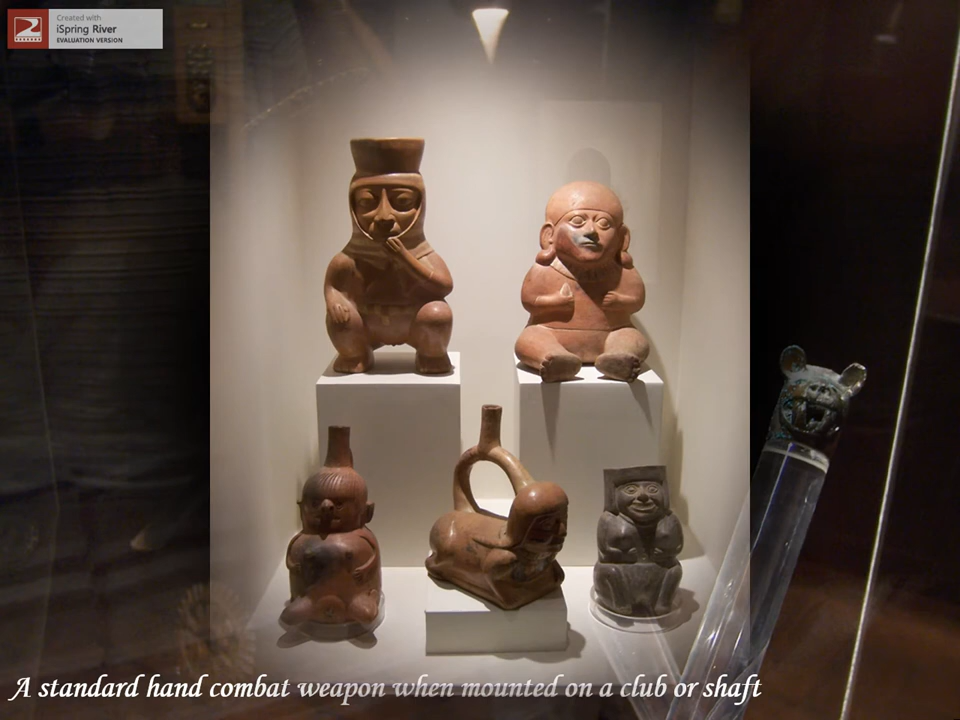 Created with
iSpring River
EVALUATION VERSION
A standard hand combat weapon when mounted on a club or shaft